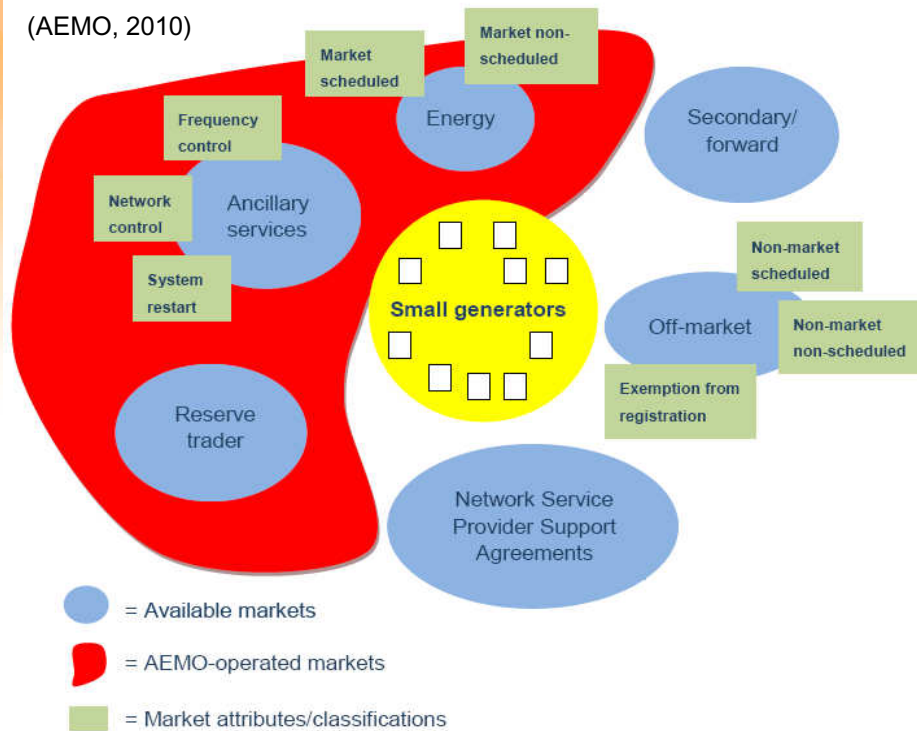 (AEMO, 2010)
Market
scheduled
Market non-
scheduled
Energy
Secondary/
forward
Frequency
control
Network
control
Ancillary
services
System
restart
Small generators
Non-market
scheduled
Off-market
Non-market
non-scheduled
Exemption from
registration
Reserve
trader
Network Service
Provider Support
Agreements
= Available markets
= AEMO-operated markets
= Market attributes/classifications